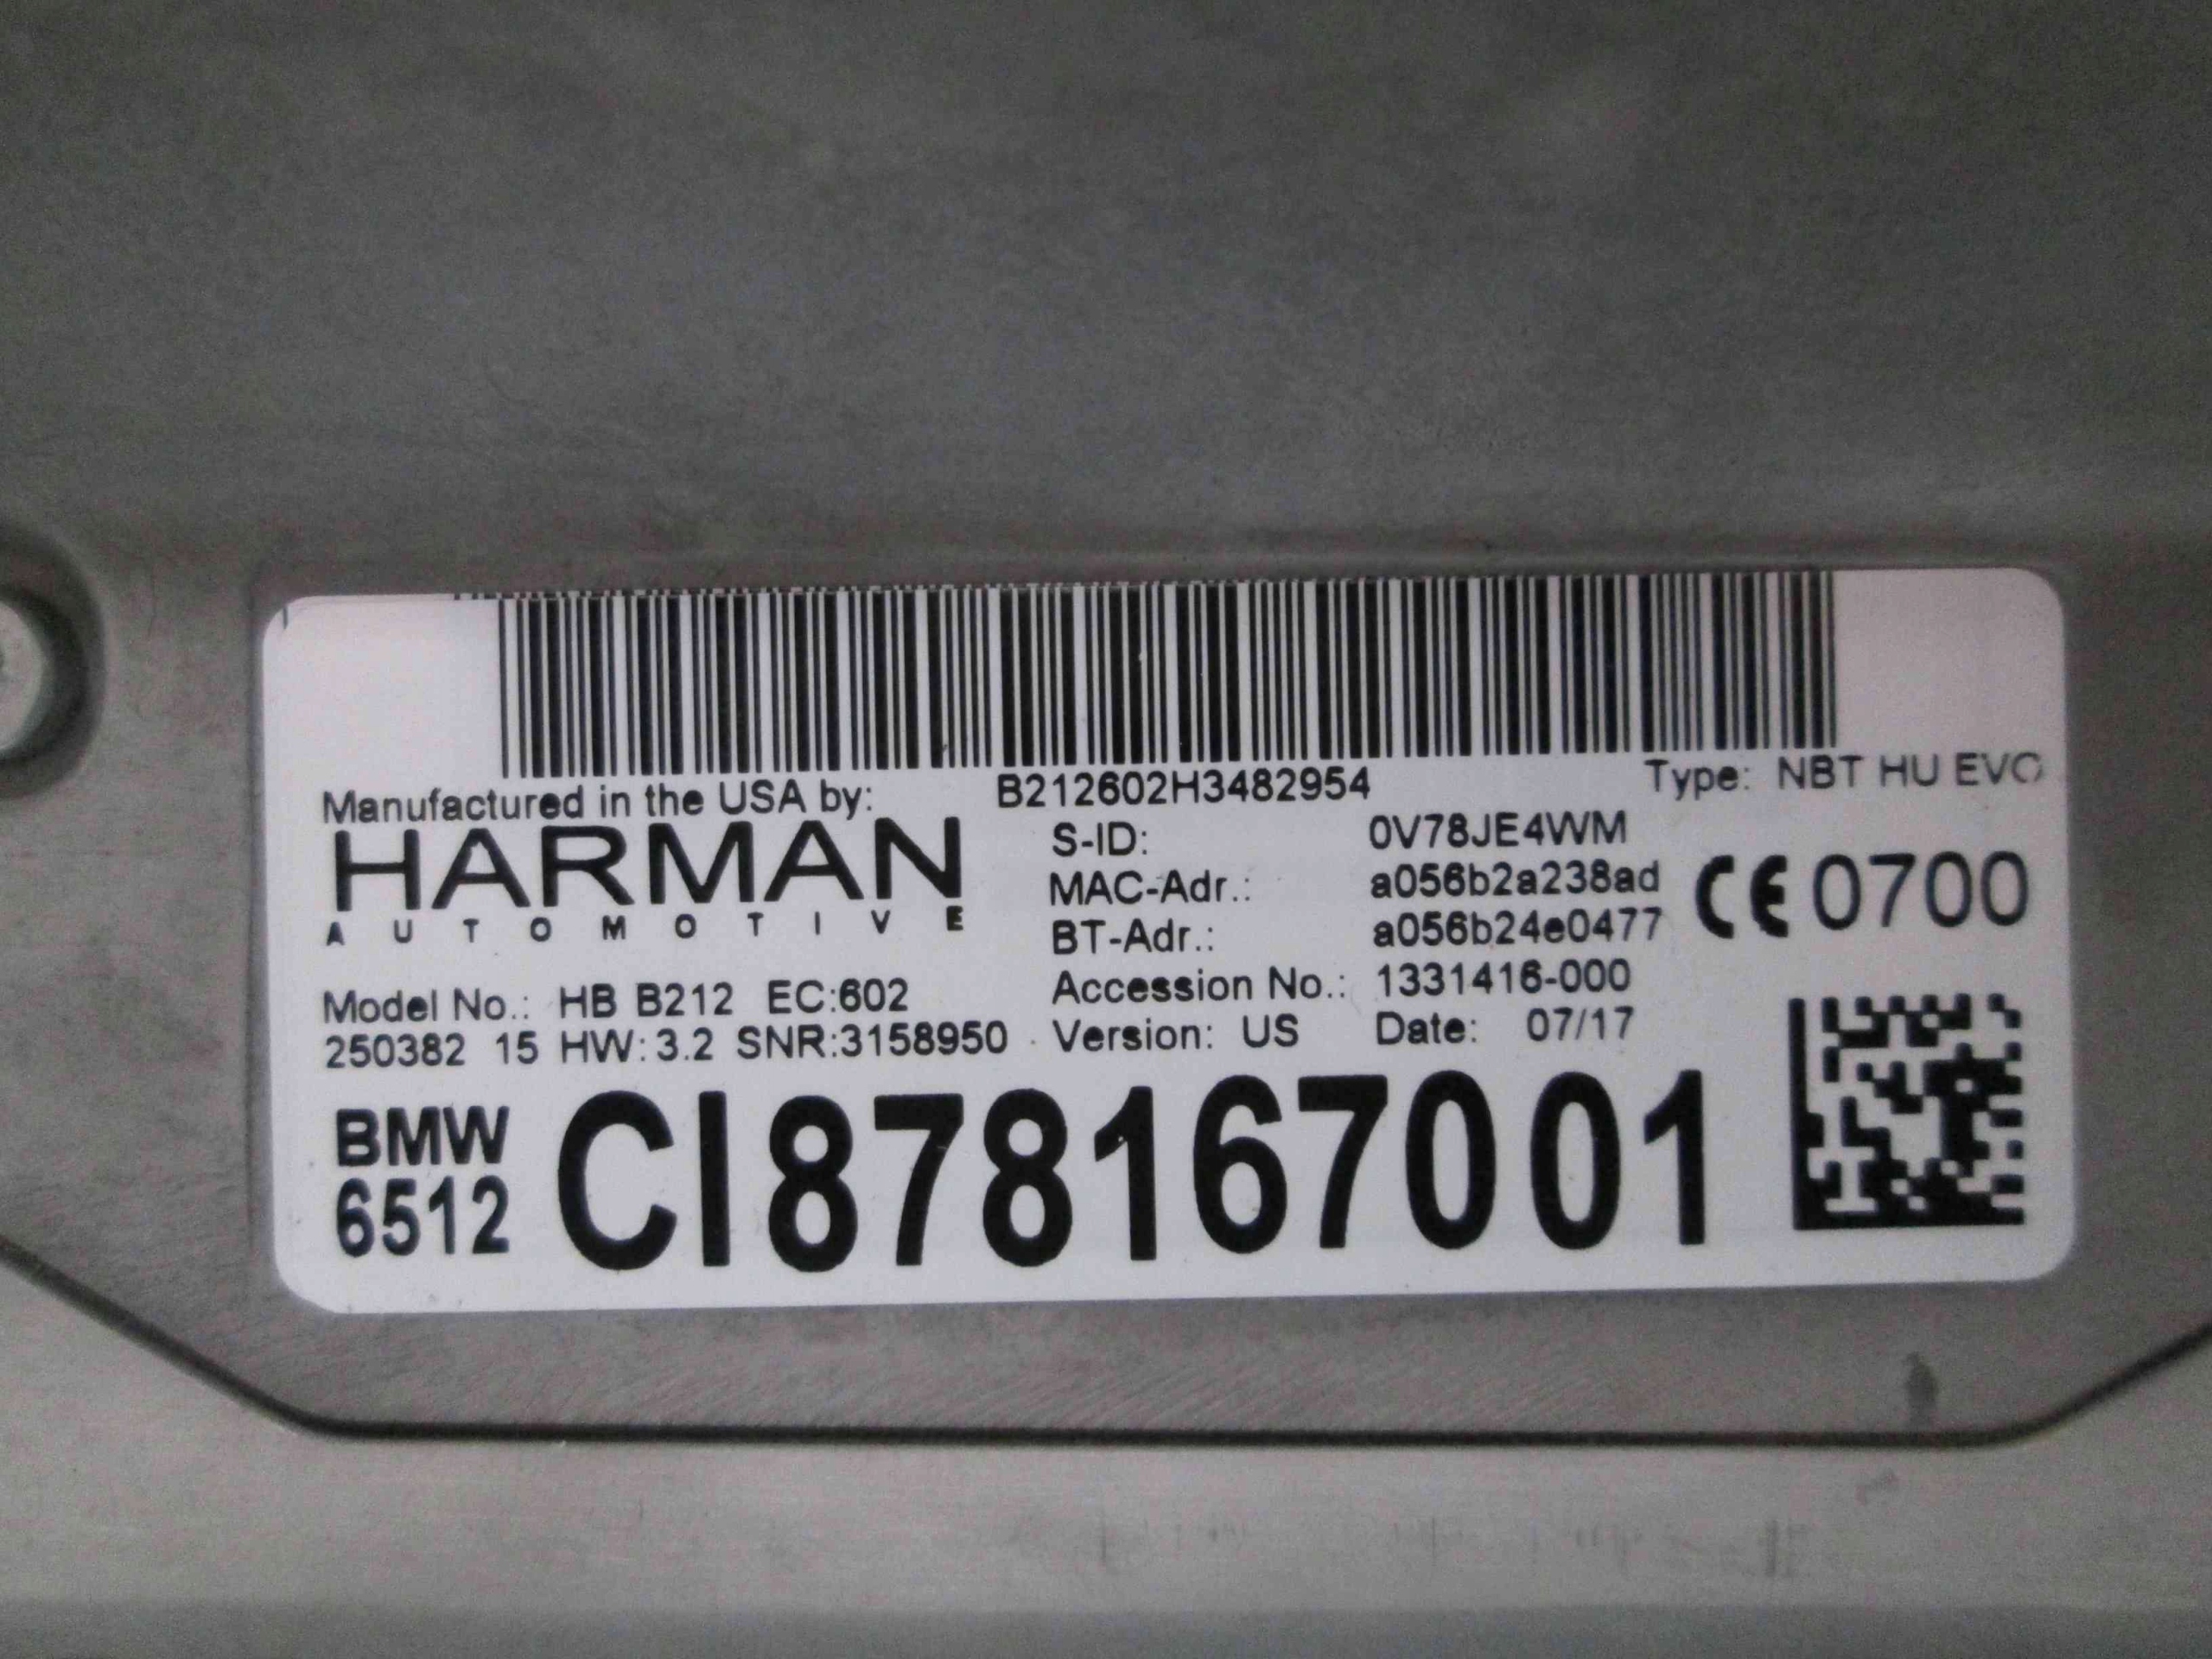 Manufactured in the USA by: B212602H3482954 Type: NBT HU EVO
HARMAN
AUTOMOTIVE
S-ID: 0V78JE4WM
MAC-Adr.: a056b2a238ad
BT-Adr.: a056b24e0477
CE 0700
Model No.: HB B212 EC:602
Accession No.: 1331416-000
250382 15 HW:3.2 SNR:3158950
Version: US Date: 07/17
BMW
6512
CI878167001